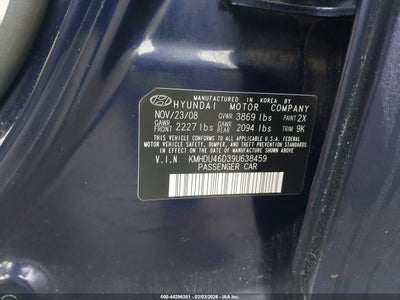 MANUFACTURED IN KOREA BY
HYUNDAI MOTOR COMPANY
NOV/23/08 GVWR 3869 lbs PAINT 2X
GAWR FRONT 2227 lbs GAWR REAR 2094 lbs TRIM 9K
THIS VEHICLE CONFORMS TO ALL APPLICABLE U.S.A. FEDERAL
MOTOR VEHICLE SAFETY, BUMPER, AND THEFT PREVENTION
STANDARDS IN EFFECT ON THE DATE OF MANUFACTURE
SHOWN ABOVE.
V.I.N KMHDU46D39U638459
PASSENGER CAR
000-44296381 - 02/03/2026 - IAA Inc.